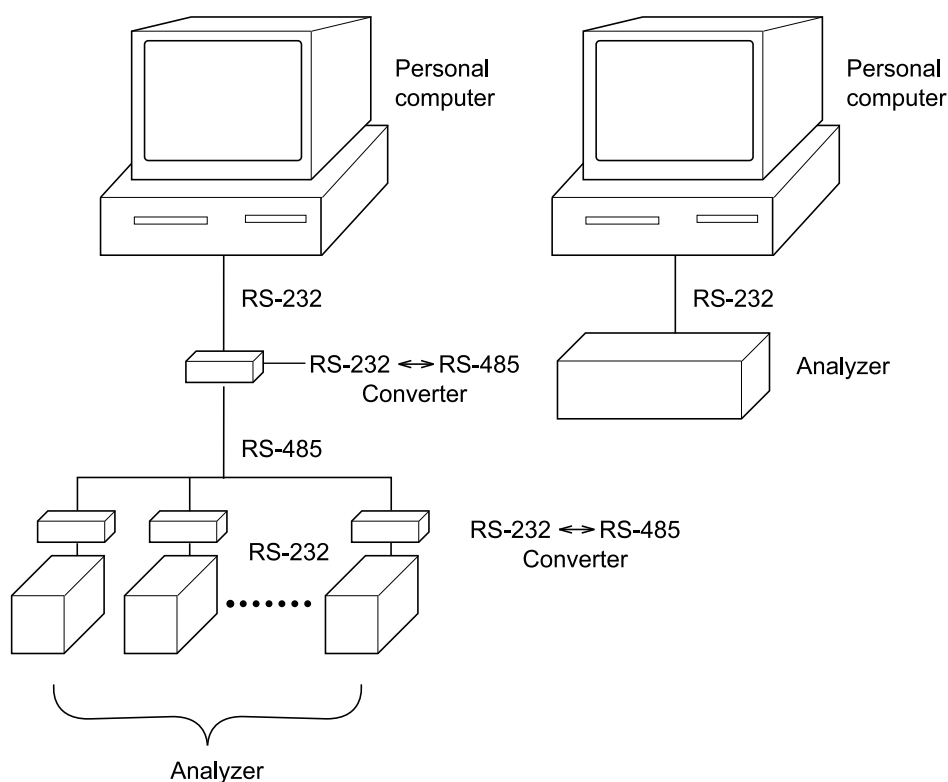 Personal
computer
Personal
computer
RS-232
RS-232
RS-232 ↔ RS-485
Converter
Analyzer
RS-485
RS-232
RS-232 ↔ RS-485
Converter
Analyzer